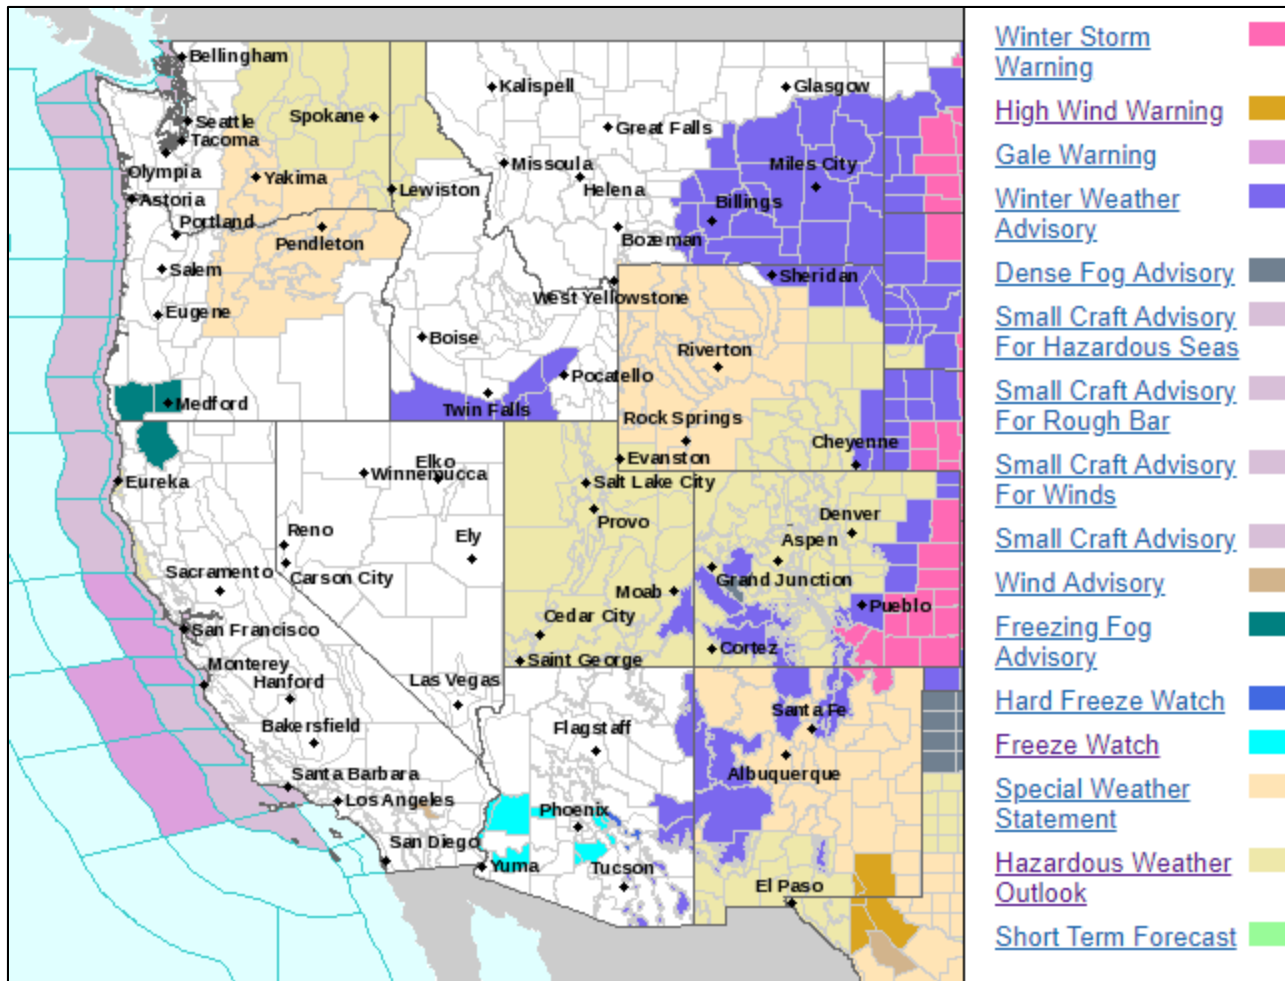 Bellingham
Kalispell
Glasgow
Seattle
Spokane
Great Falls
Tacoma
Missoula
Miles City
Olympia
Yakima
Lewiston
Helena
Astoria
Billings
Portland
Pendleton
Bozeman
Salem
Sheridan
West Yellowstone
Eugene
Boise
Riverton
Pocatello
Medford
Twin Falls
Rock Springs
Cheyenne
Elko
Evanston
Winnemucca
Eureka
Salt Lake City
Denver
Provo
Reno
Ely
Aspen
Sacramento
Carson City
Grand Junction
Moab
Pueblo
Cedar City
San Francisco
Cortez
Saint George
Monterey
Hanford
Las Vegas
Santa Fe
Bakersfield
Flagstaff
Albuquerque
Santa Barbara
Los Angeles
Phoenix
San Diego
Yuma
Tucson
El Paso
Winter Storm
Warning
High Wind Warning
Gale Warning
Winter Weather
Advisory
Dense Fog Advisory
Small Craft Advisory
For Hazardous Seas
Small Craft Advisory
For Rough Bar
Small Craft Advisory
For Winds
Small Craft Advisory
Wind Advisory
Freezing Fog
Advisory
Hard Freeze Watch
Freeze Watch
Special Weather
Statement
Hazardous Weather
Outlook
Short Term Forecast